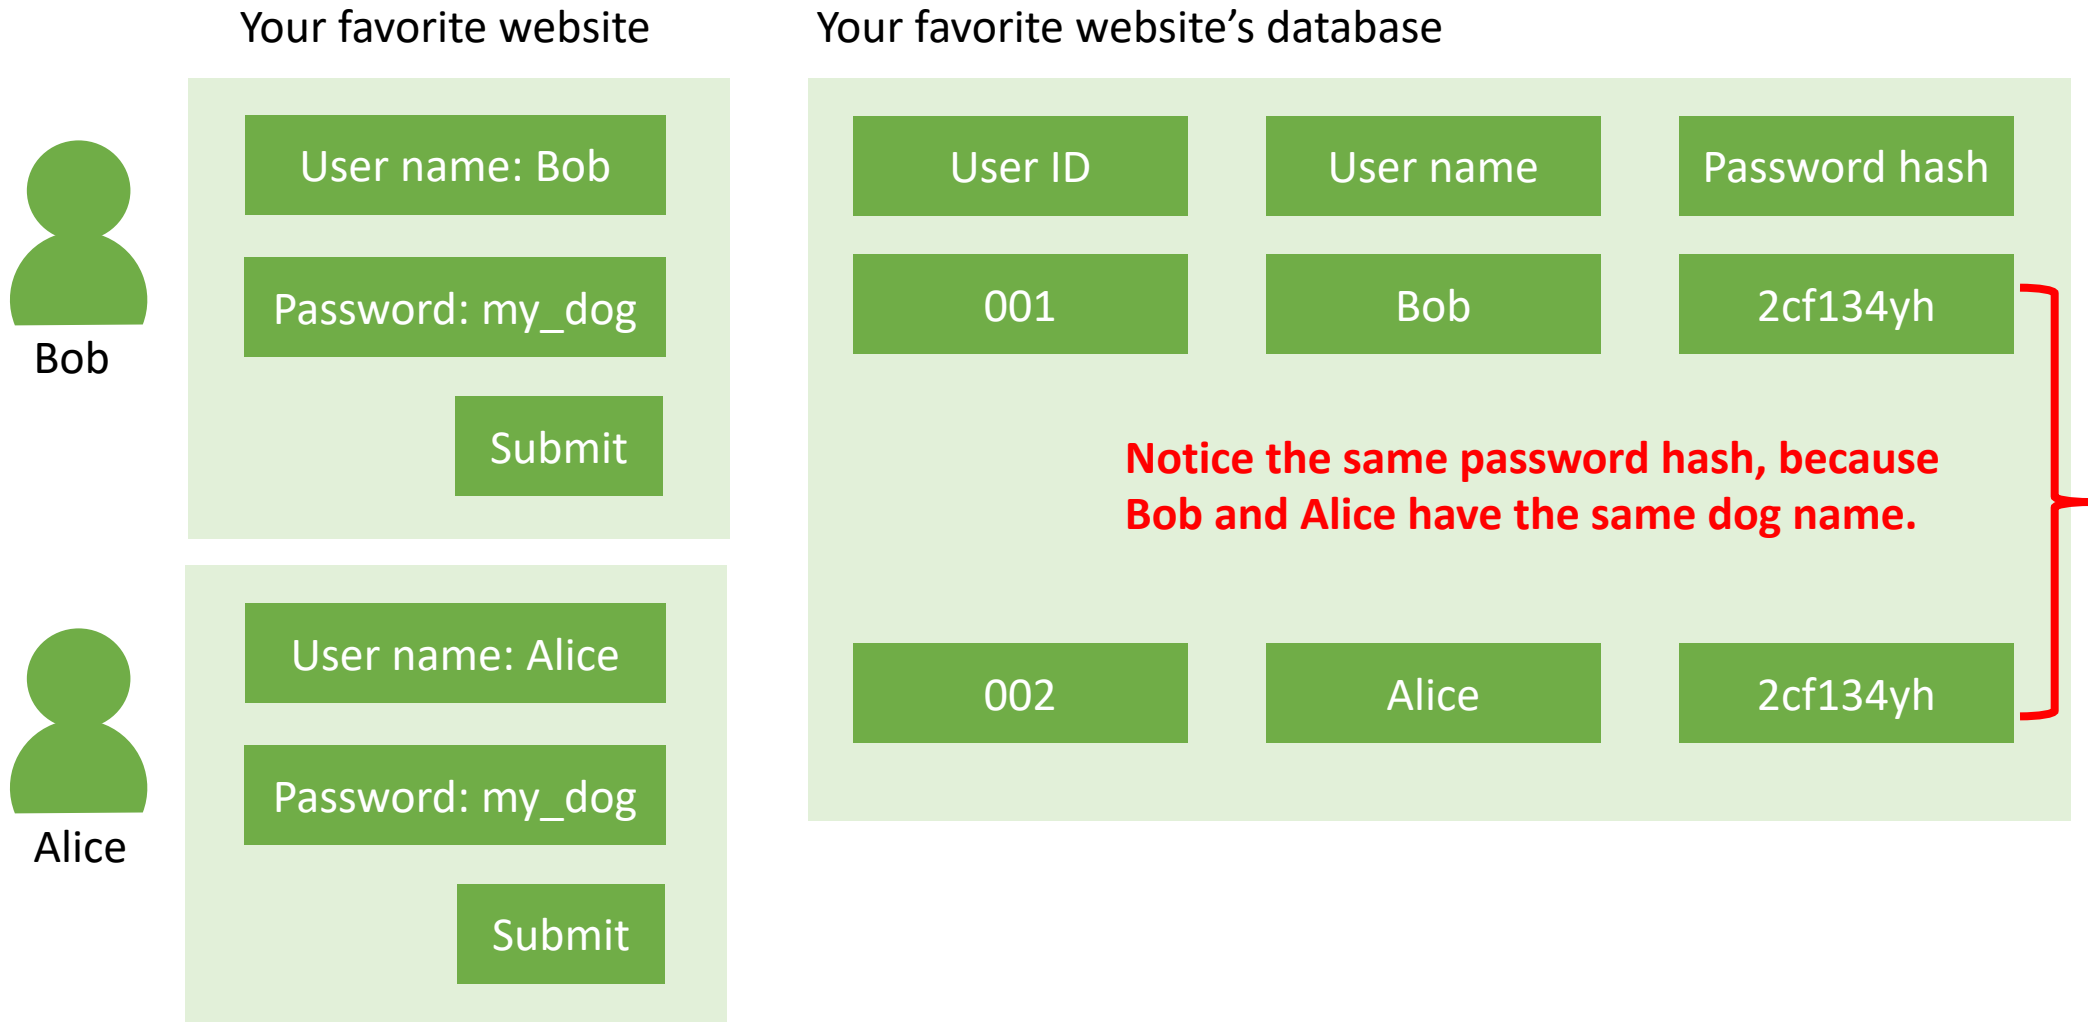 Your favorite website
User name: Bob
Password: my_dog
Submit
Bob
User name: Alice
Password: my_dog
Submit
Alice
Your favorite website’s database
User ID
User name
Password hash
001
Bob
2cf134yh
Notice the same password hash, because
Bob and Alice have the same dog name.
002
Alice
2cf134yh